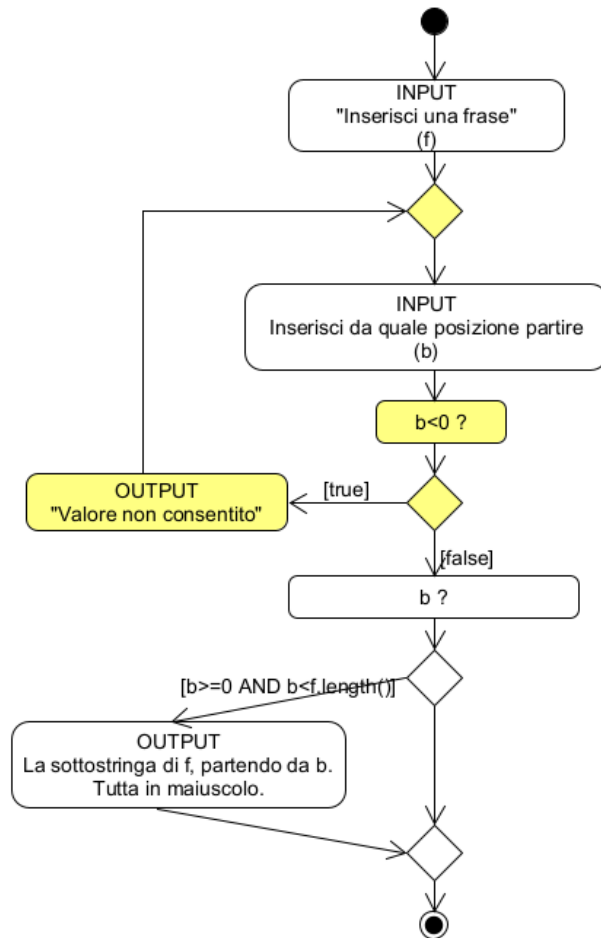 INPUT
"Inserisci una frase"
(f)
INPUT
Inserisci da quale posizione partire
(b)
b<0 ?
[true]
OUTPUT
"Valore non consentito"
[false]
b ?
[b>=0 AND b<f.length()]
OUTPUT
La sottostringa di f, partendo da b.
Tutta in maiuscolo.